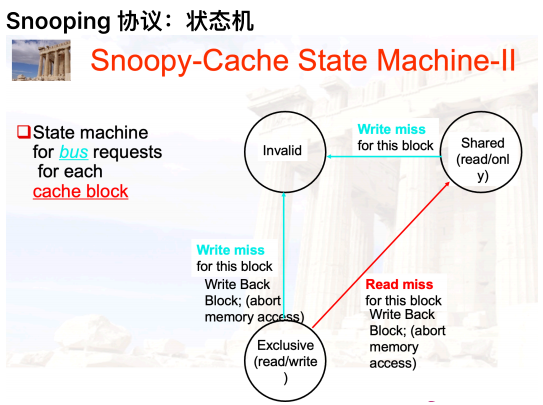 Snooping 协议：状态机
Snoopy-Cache State Machine-II
State machine
for bus requests
for each
cache block
Invalid
Write miss
for this block
Shared
(read/onl
y)
Write miss
for this block
Write Back
Block; (abort
memory access)
Read miss
for this block
Write Back
Block; (abort
memory
access)
Exclusive
(read/write
)